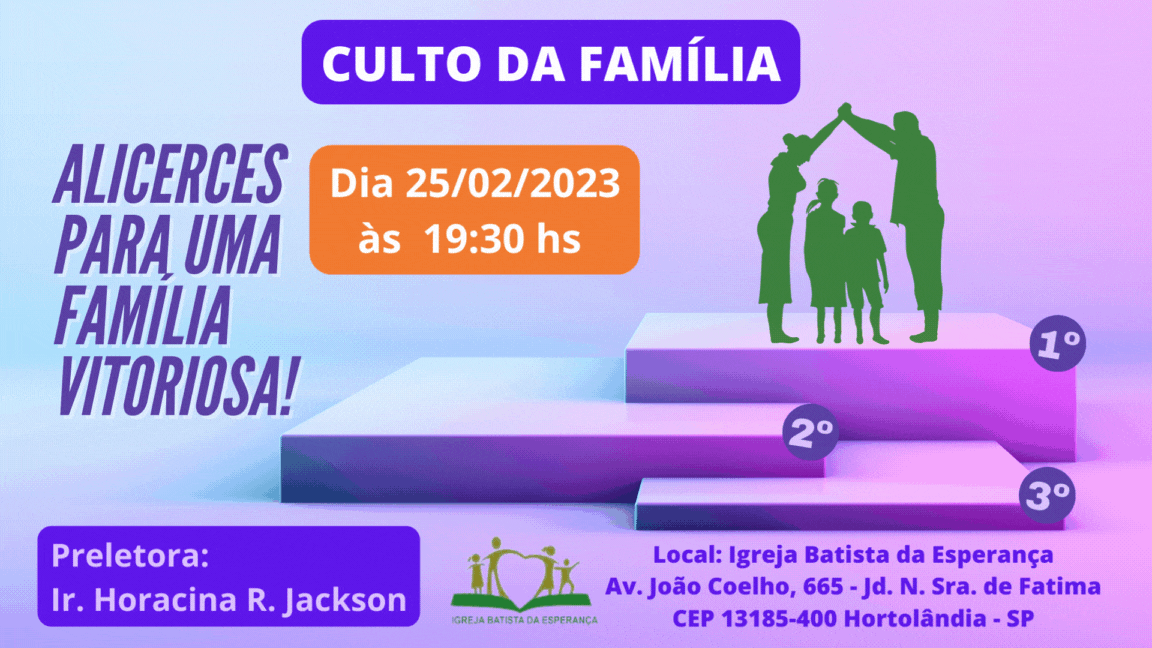 CULTO DA FAMÍLIA
ALICERCES
PARA UMA
FAMÍLIA
VITORIOSA!
Dia 25/02/2023
às 19:30 hs
1º
2º
3º
Preletora:
Ir. Horacina R. Jackson
IGREJA BATISTA DA ESPERANÇA
Local: Igreja Batista da Esperança
Av. João Coelho, 665 - Jd. N. Sra. de Fatima
CEP 13185-400 Hortolândia - SP